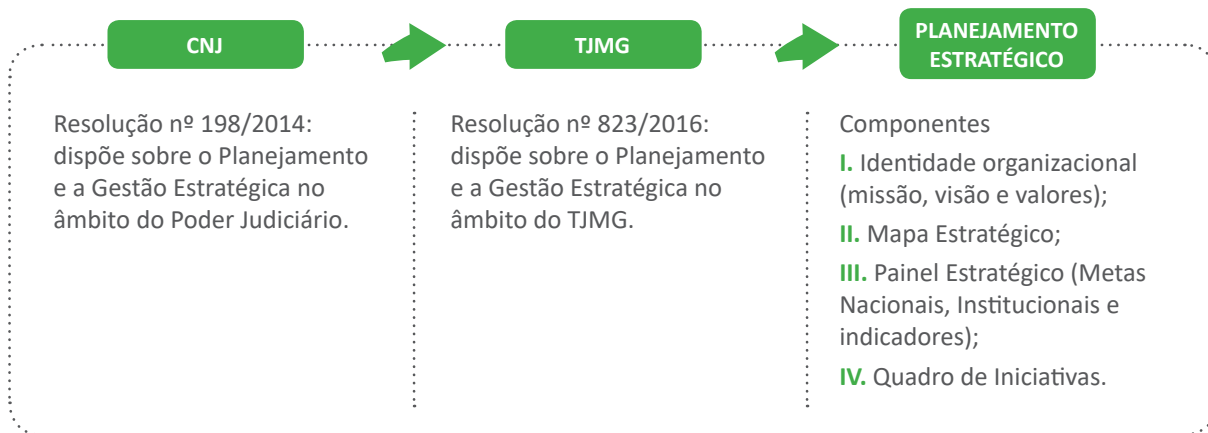 CNJ
Resolução nº 198/2014:
dispõe sobre o Planejamento
e a Gestão Estratégica no
âmbito do Poder Judiciário.
TJMG
Resolução nº 823/2016:
dispõe sobre o Planejamento
e a Gestão Estratégica no
âmbito do TJMG.
PLANEJAMENTO
ESTRATÉGICO
Componentes
I. Identidade organizacional
(missão, visão e valores);
II. Mapa Estratégico;
III. Painel Estratégico (Metas
Nacionais, Institucionais e
indicadores);
IV. Quadro de Iniciativas.